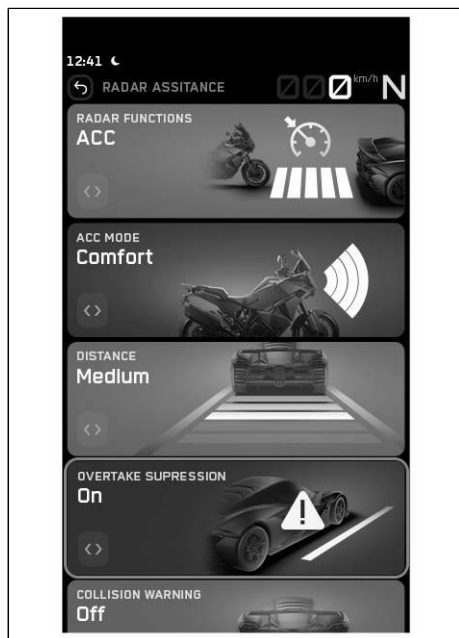 12:41
RADAR ASSITANCE
000 km/h N
RADAR FUNCTIONS
ACC
ACC MODE
Comfort
DISTANCE
Medium
OVERTAKE SUPRESSION
On
COLLISION WARNING
Off